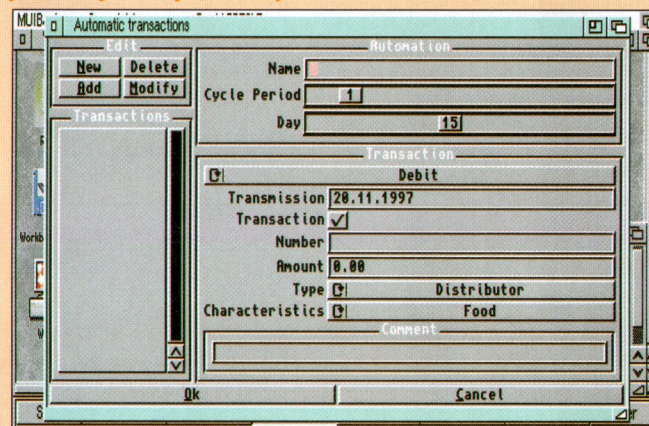 MUIB
Automatic transactions
Edit
New Delete
Add Modify
Transactions
Automation
Name
Cycle Period 1
Day 15
Transaction
Debit
Transmission 20.11.1997
Transaction
Number
Amount 0.00
Type Distributor
Characteristics Food
Comment
Ok Cancel
Workb